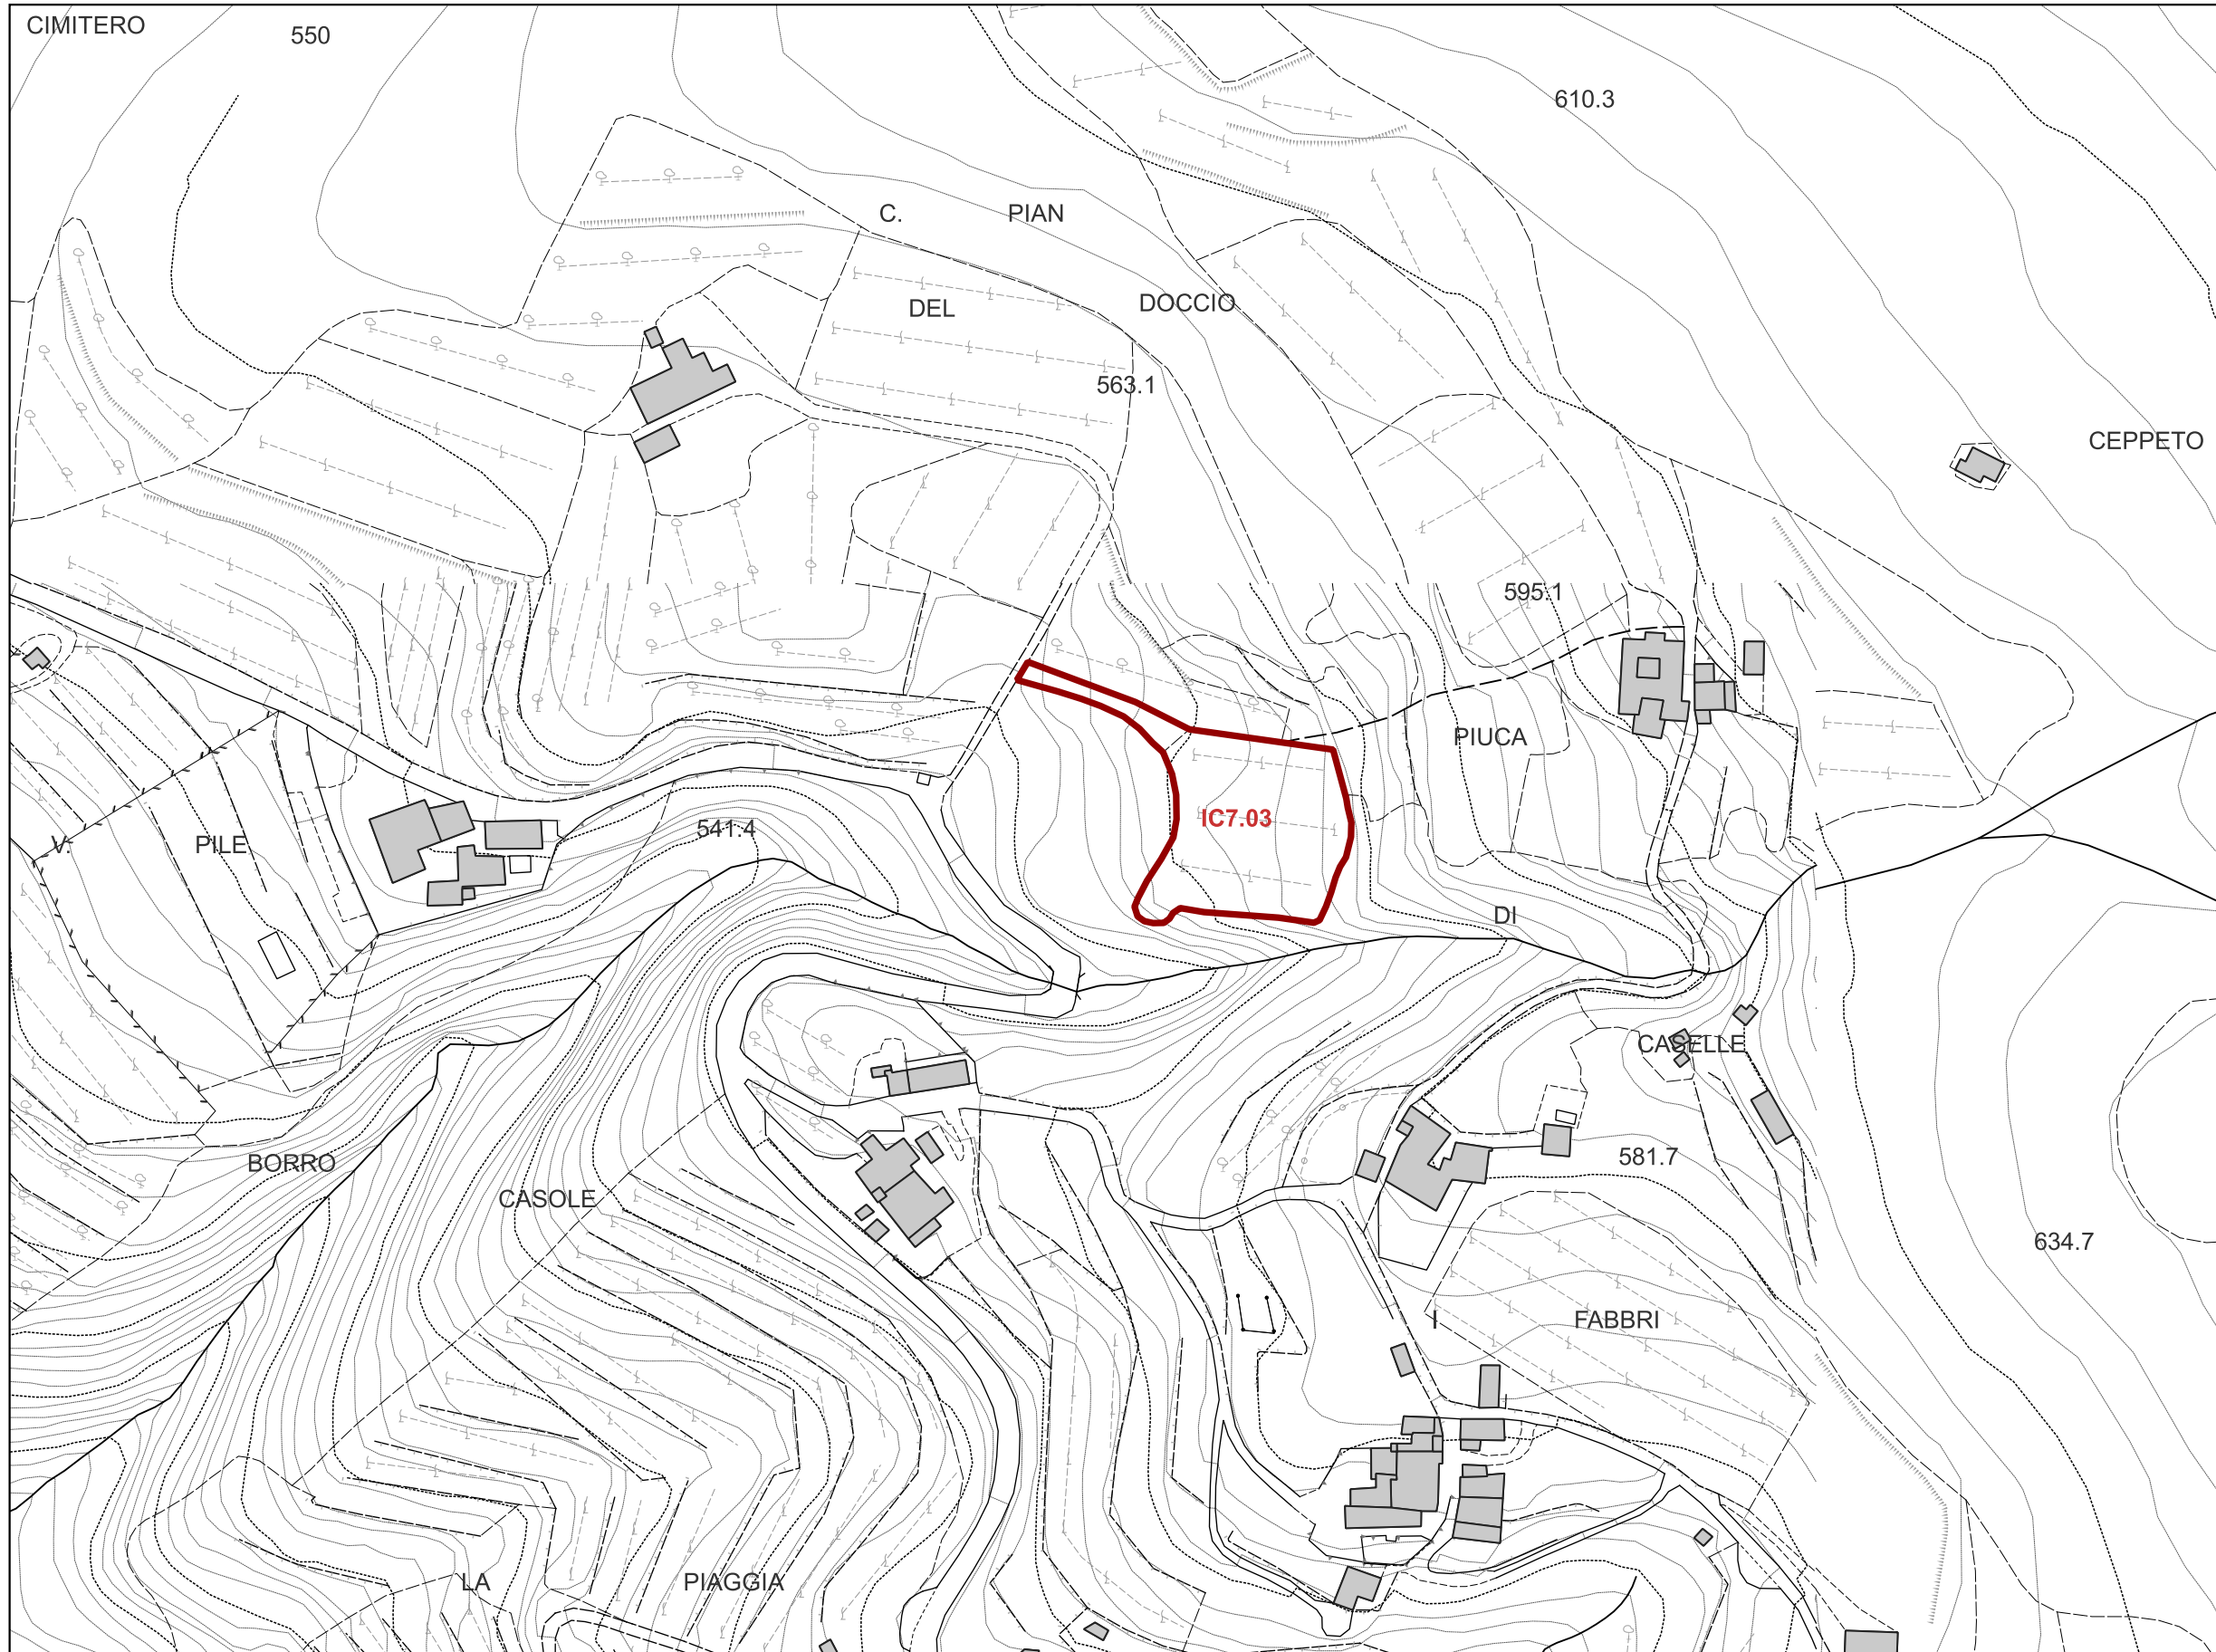 CIMITERO
550
610.3
C. PIAN
DEL DOCCIO
563.1
CEPPETO
595.1
PIUCA
IC7.03
541.4
V. PILE
DI
CASELLE
BORRO
581.7
CASOLE
634.7
I FABBRI
LA PIAGGIA